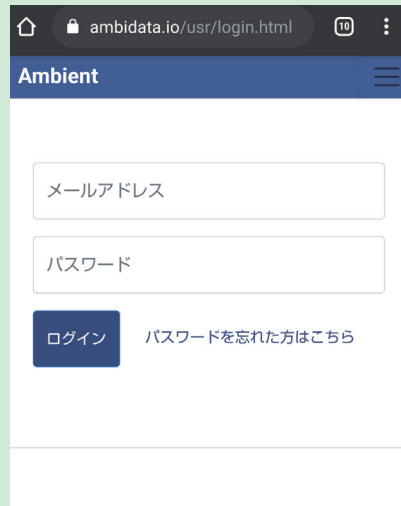 ambidata.io/usr/login.html
10
Ambient
メールアドレス
パスワード
ログイン
パスワードを忘れた方はこちら